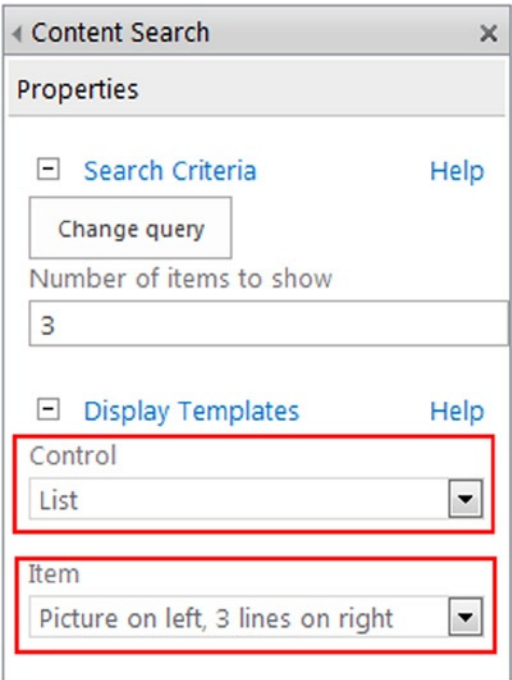 Content Search
Properties
Search Criteria Help
Change query
Number of items to show
3
Display Templates Help
Control
List
Item
Picture on left, 3 lines on right